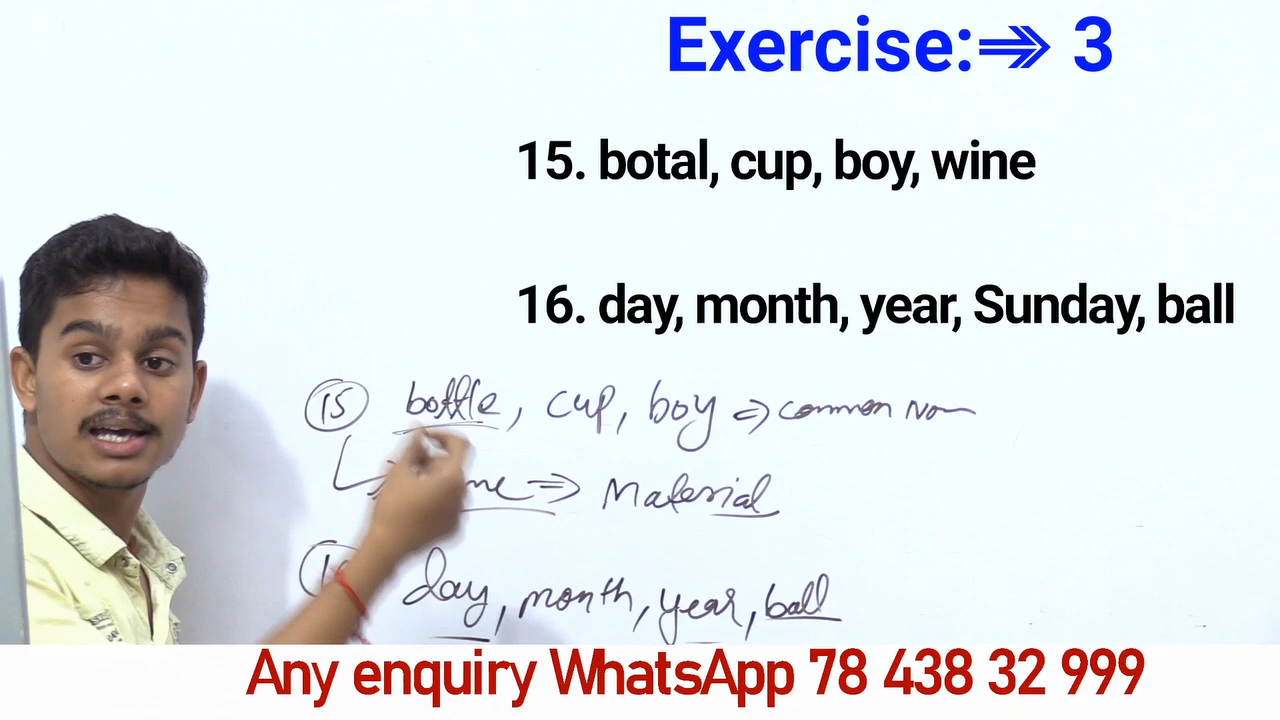 Exercise:⇛ 3
15. botal, cup, boy, wine
16. day, month, year, Sunday, ball
15 bottle, cup, boy ⇒ common Noun
⇒ Material
day, month, year, ball
Any enquiry WhatsApp 78 438 32 999